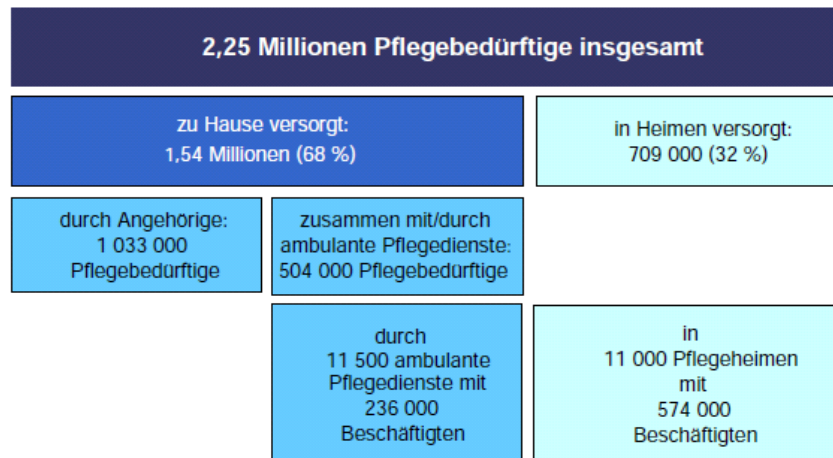 2,25 Millionen Pflegebedürftige insgesamt
zu Hause versorgt:
1,54 Millionen (68 %)
in Heimen versorgt:
709 000 (32 %)
durch Angehörige:
1 033 000
Pflegebedürftige
zusammen mit/durch
ambulante Pflegedienste:
504 000 Pflegebedürftige
durch
11 500 ambulante
Pflegedienste mit
236 000
Beschäftigten
in
11 000 Pflegeheimen
mit
574 000
Beschäftigten